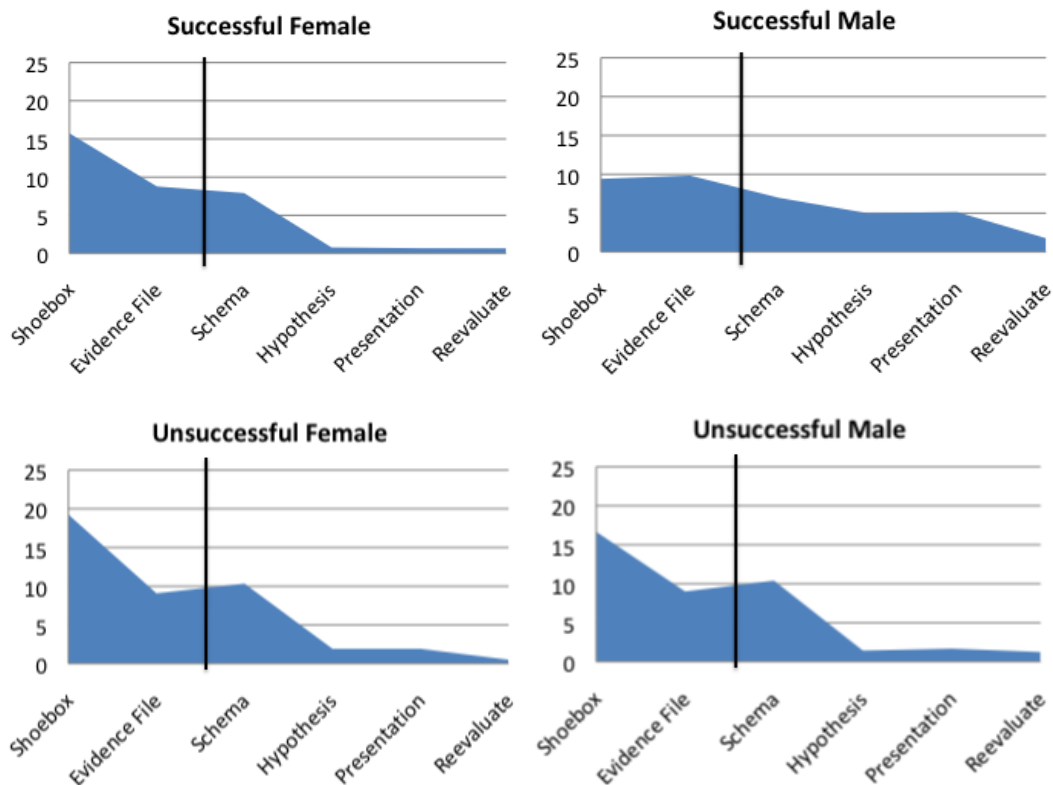 Successful Female
25
20
15
10
5
0
Shoebox
Evidence File
Schema
Hypothesis
Presentation
Reevaluate
Successful Male
25
20
15
10
5
0
Shoebox
Evidence File
Schema
Hypothesis
Presentation
Reevaluate
Unsuccessful Female
25
20
15
10
5
0
Shoebox
Evidence File
Schema
Hypothesis
Presentation
Reevaluate
Unsuccessful Male
25
20
15
10
5
0
Shoebox
Evidence File
Schema
Hypothesis
Presentation
Reevaluate